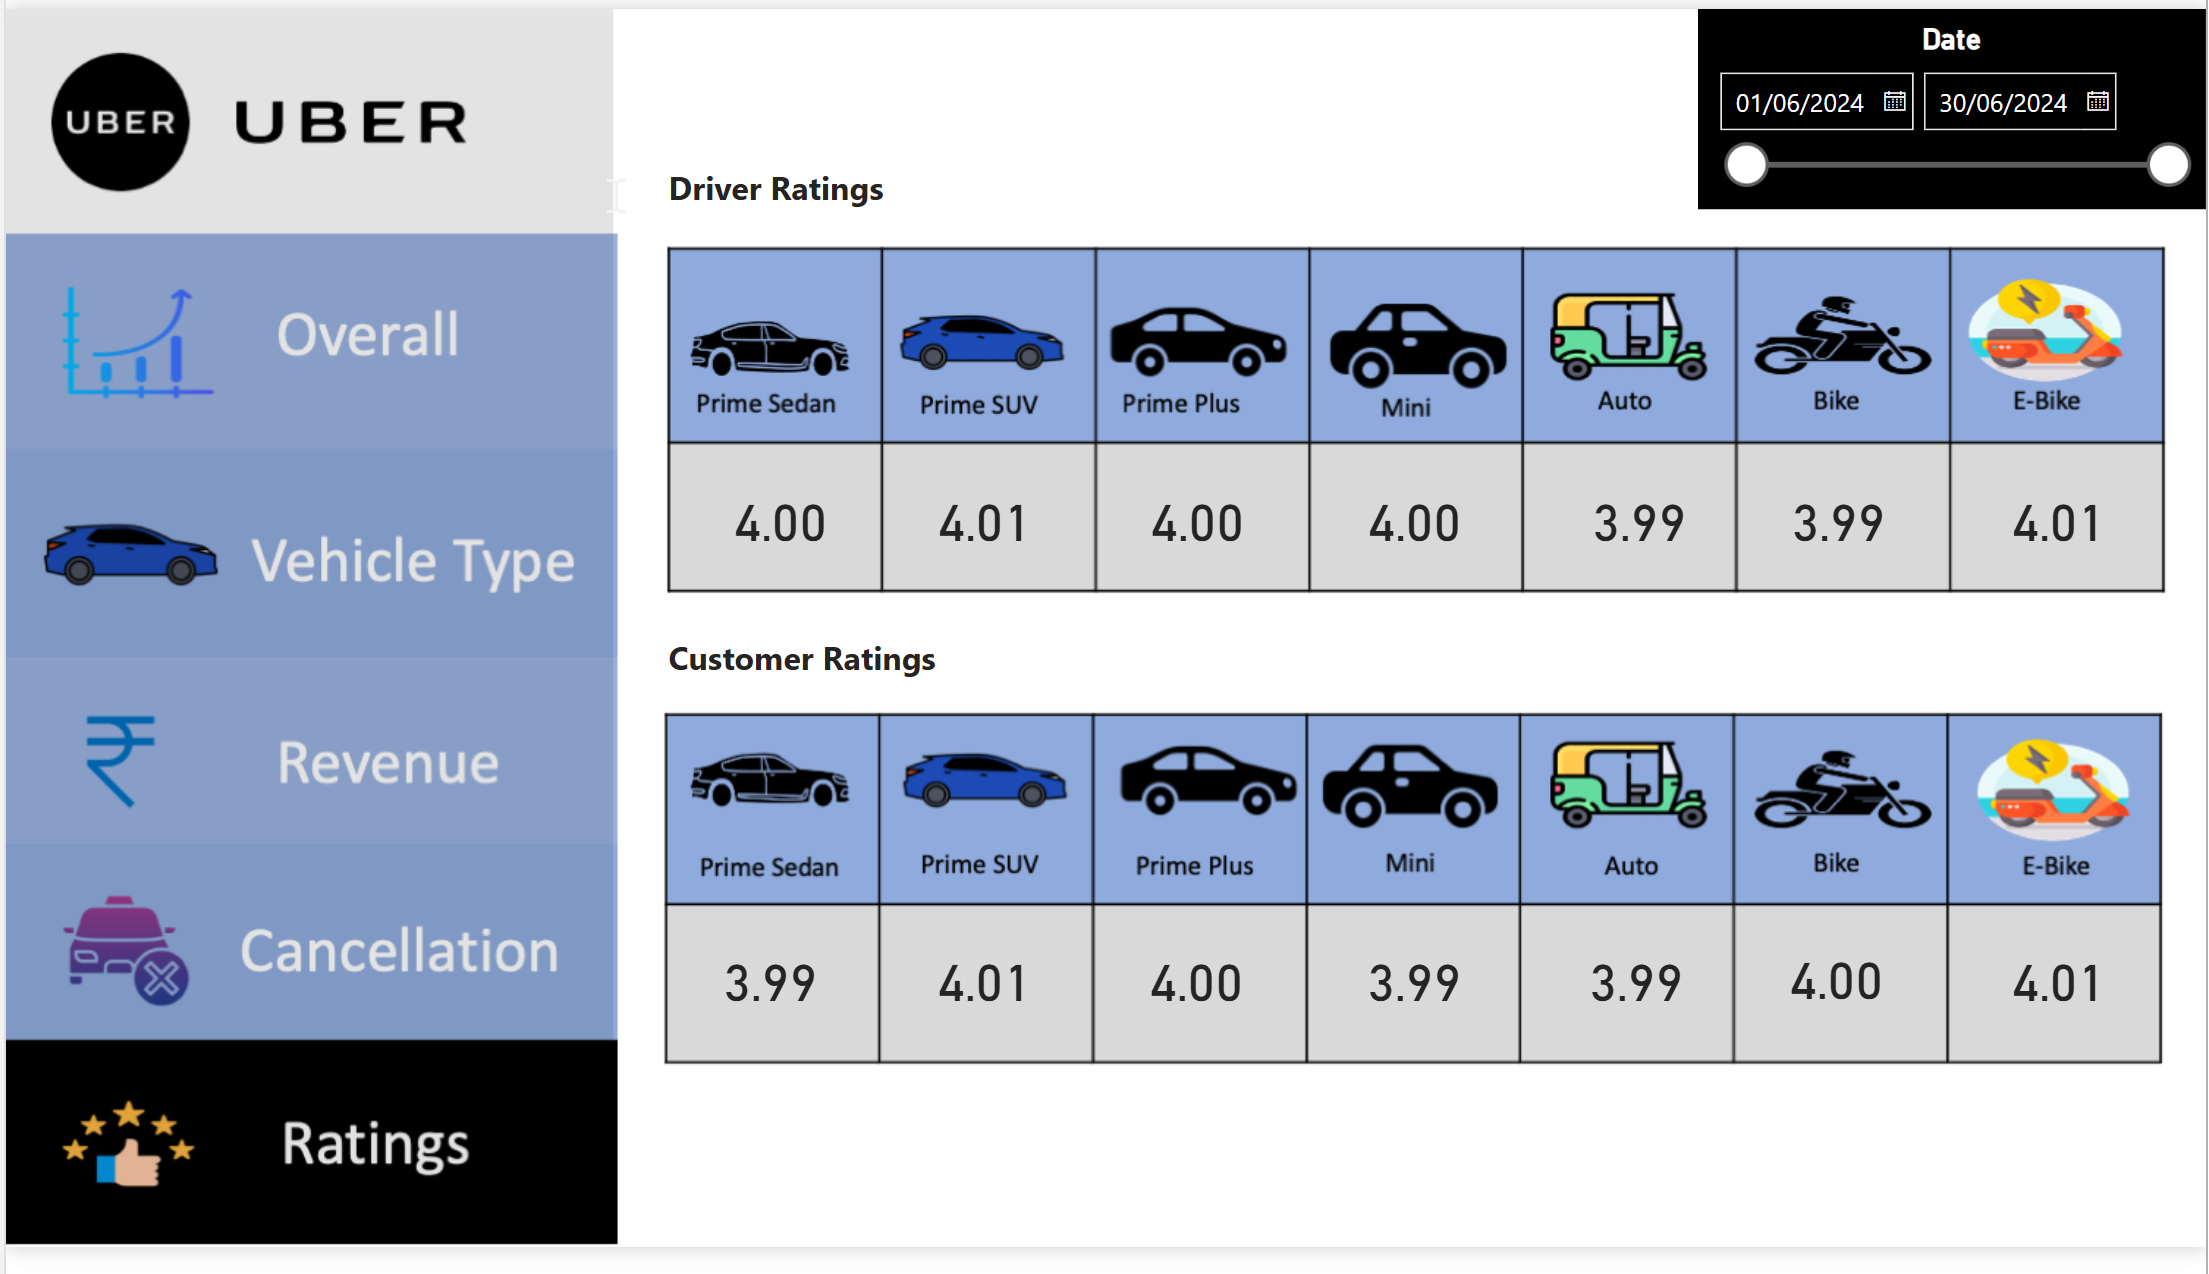 UBER
UBER
Date
01/06/2024 30/06/2024
Overall
Vehicle Type
Revenue
Cancellation
Ratings
Driver Ratings
Prime Sedan Prime SUV Prime Plus Mini Auto Bike E-Bike
4.00 4.01 4.00 4.00 3.99 3.99 4.01
Customer Ratings
Prime Sedan Prime SUV Prime Plus Mini Auto Bike E-Bike
3.99 4.01 4.00 3.99 3.99 4.00 4.01